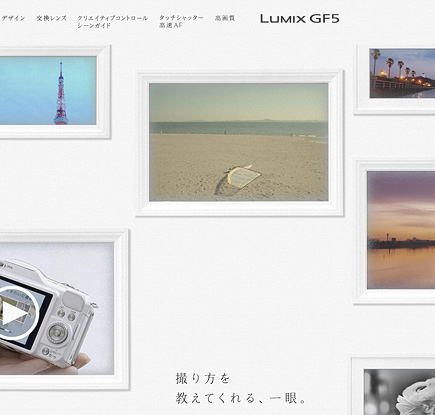 デザイン
交換レンズ
クリエイティブコントロール
シーンガイド
タッチシャッター
高速AF
高画質
LUMIX GF5
撮り方を
教えてくれる、一眼。